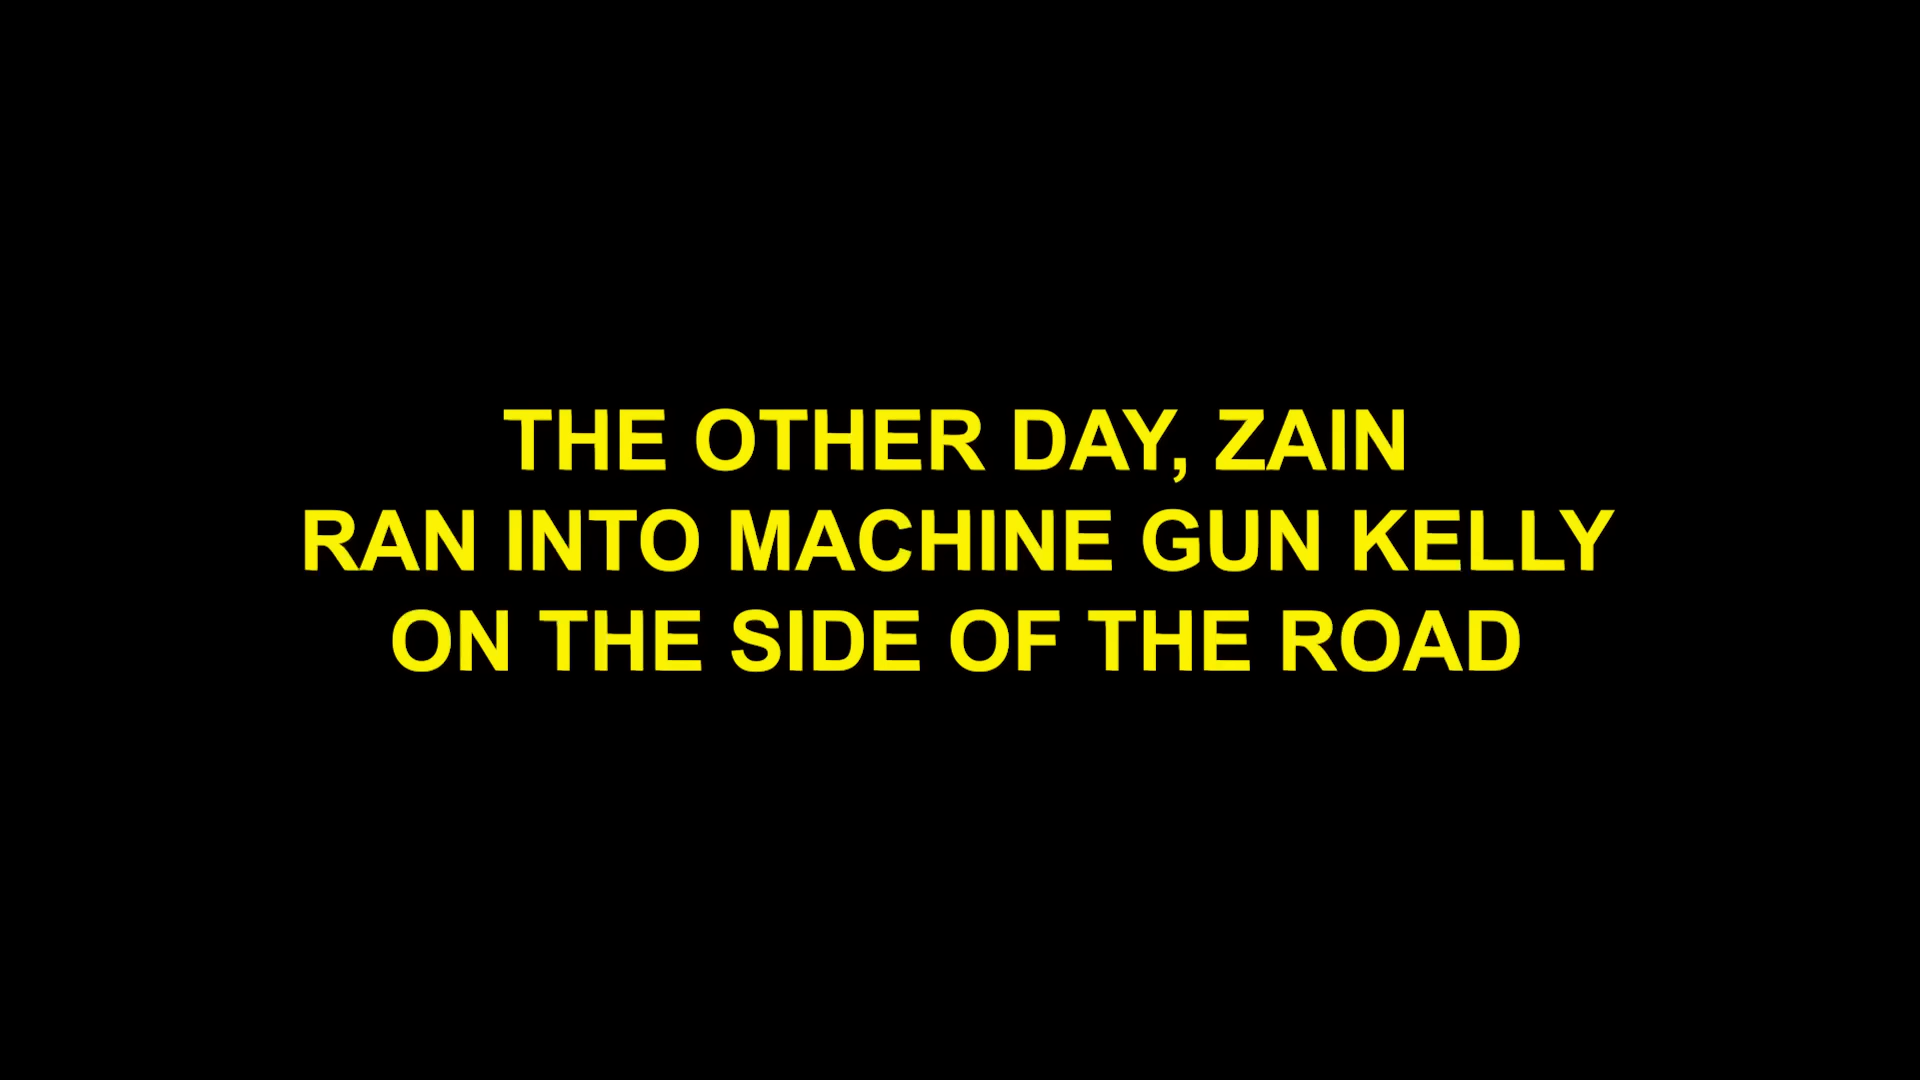 THE OTHER DAY, ZAIN
RAN INTO MACHINE GUN KELLY
ON THE SIDE OF THE ROAD